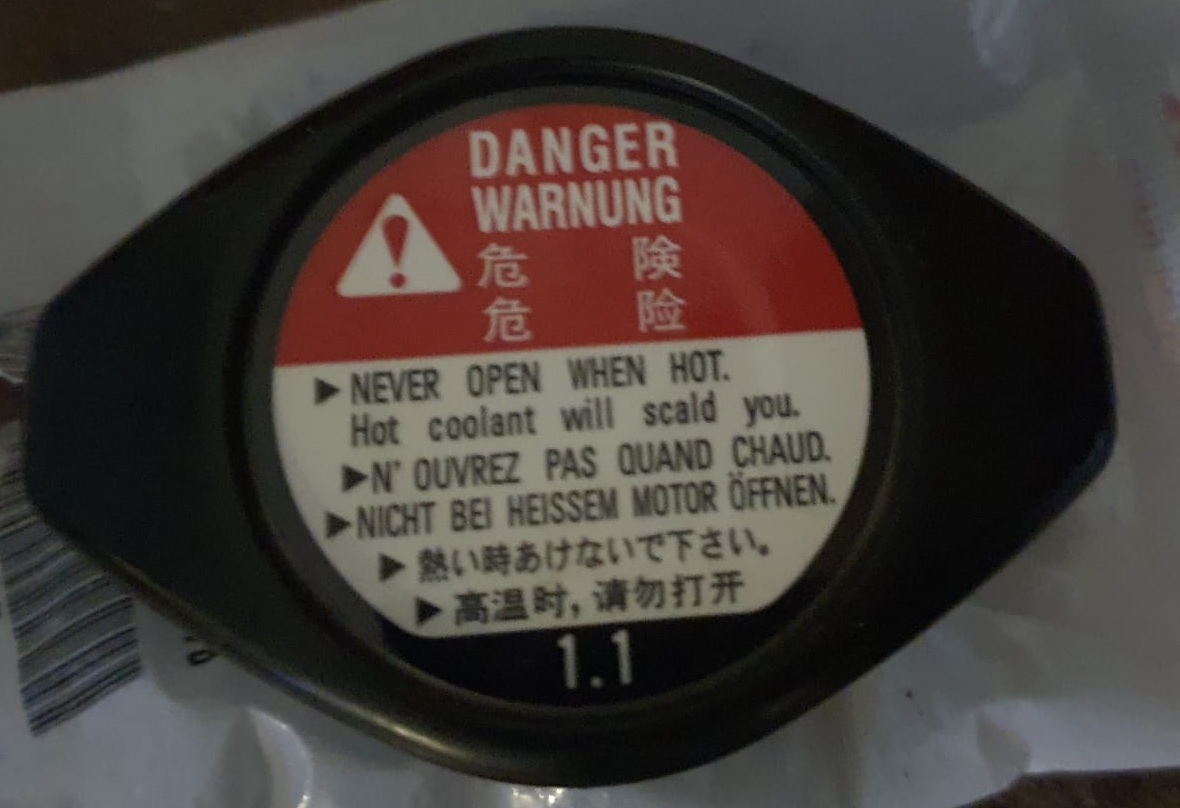 DANGER
WARNUNG
危 険
危 险
▶NEVER OPEN WHEN HOT.
Hot coolant will scald you.
▶N' OUVREZ PAS QUAND CHAUD.
▶NICHT BEI HEISSEM MOTOR ÖFFNEN.
▶熱い時あけないで下さい。
▶高温时,请勿打开
1.1